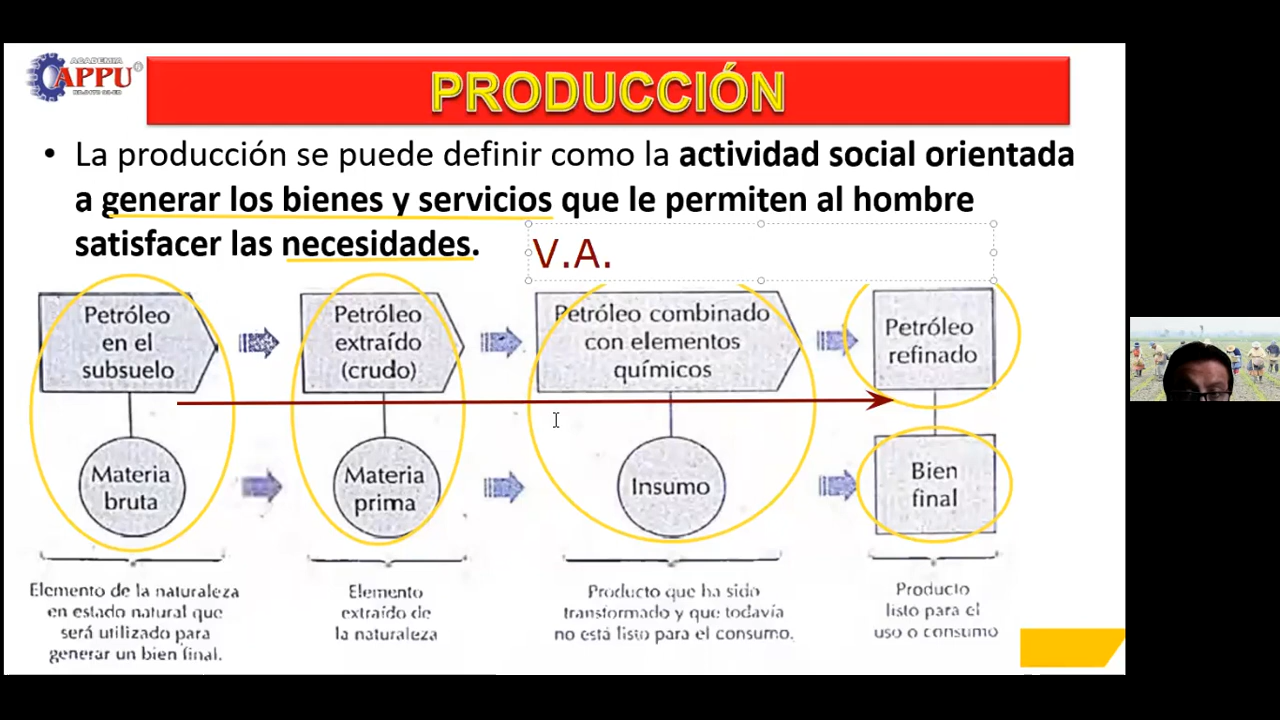 ACADEMIA
APPU
PRODUCCIÓN
• La producción se puede definir como la actividad social orientada
a generar los bienes y servicios que le permiten al hombre
satisfacer las necesidades.
V.A.
Petróleo
en el
subsuelo
Petróleo
extraído
(crudo)
Petróleo combinado
con elementos
químicos
Petróleo
refinado
Materia
bruta
Materia
prima
Insumo
Bien
final
Elemento de la naturaleza
en estado natural que
será utilizado para
generar un bien final.
Elemento
extraído de
la naturaleza
Producto que ha sido
transformado y que todavía
no está listo para el consumo.
Producto
listo para el
uso o consumo